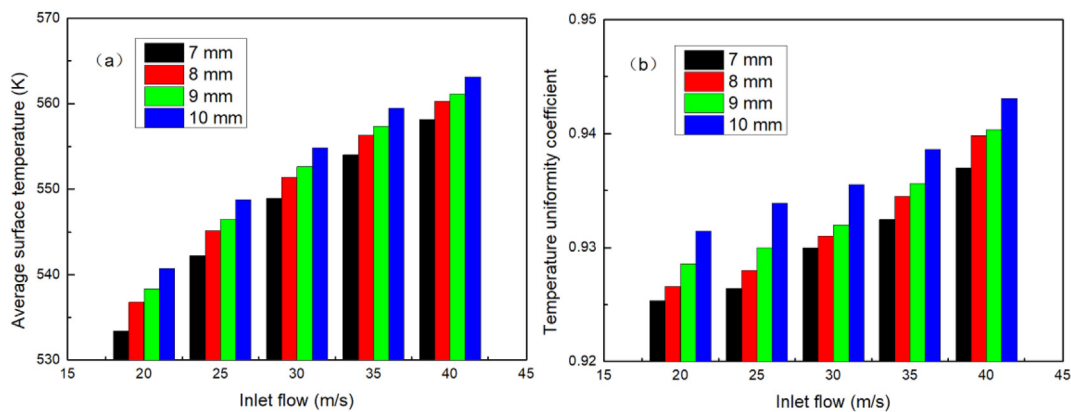 570
560
550
540
530
Average surface temperature (K)
（a）
7 mm
8 mm
9 mm
10 mm
15 20 25 30 35 40 45
Inlet flow (m/s)
0.95
0.94
0.93
0.92
Temperature uniformity coefficient
（b）
7 mm
8 mm
9 mm
10 mm
15 20 25 30 35 40 45
Inlet flow (m/s)